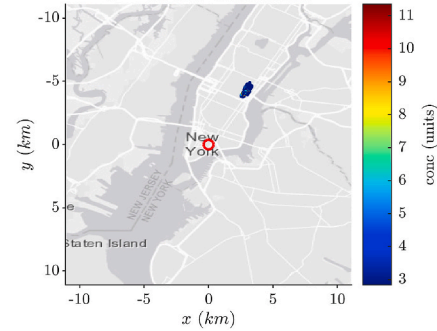 -10
-5
0
5
10
y (km)
-10
-5
0
5
10
x (km)
New
York
NEW JERSEY
NEW YORK
e
Staten Island
11
10
9
8
7
6
5
4
3
conc (units)